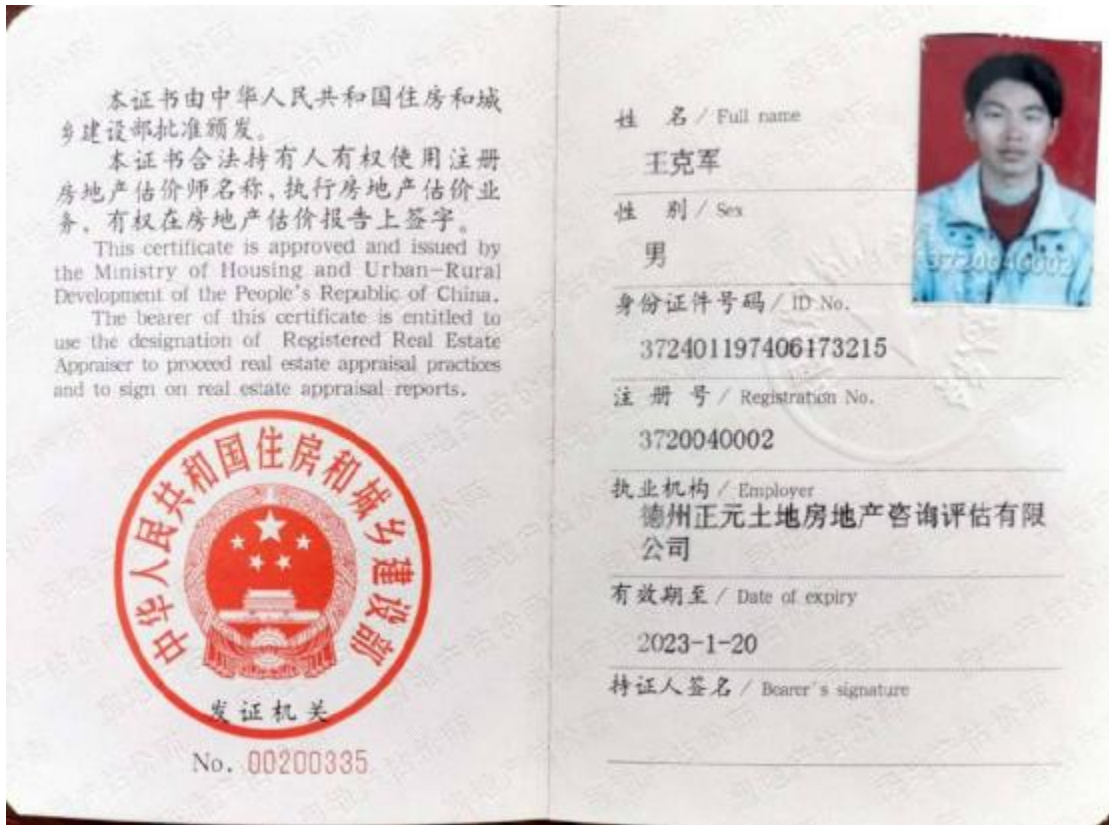 本证书由中华人民共和国住房和城
乡建设部批准颁发。
本证书合法持有人有权使用注册
房地产估价师名称,执行房地产估价业
务,有权在房地产估价报告上签字。
This certificate is approved and issued by
the Ministry of Housing and Urban-Rural
Development of the People's Republic of China.
The bearer of this certificate is entitled to
use the designation of Registered Real Estate
Appraiser to proceed real estate appraisal practices
and to sign on real estate appraisal reports.
中华人民共和国住房和城乡建设部
发证机关
No. 00200335
姓 名 / Full name
王克军
性 别 / Sex
男
身份证件号码 / ID No.
372401197406173215
注 册 号 / Registration No.
3720040002
执业机构 / Employer
德州正元土地房地产咨询评估有限
公司
有效期至 / Date of expiry
2023-1-20
持证人签名 / Bearer's signature
3720040002